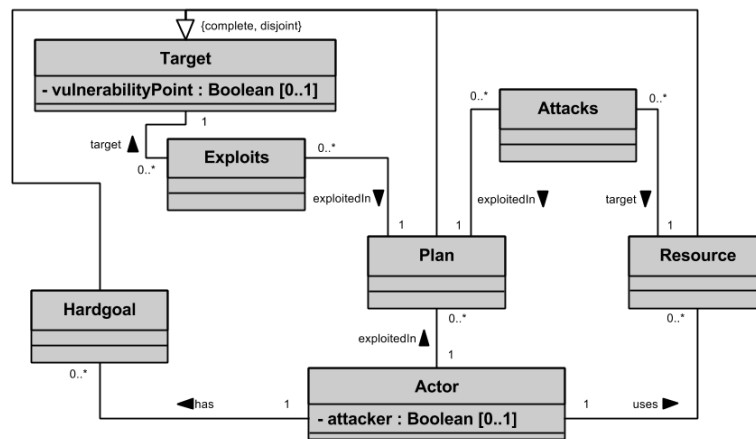 {complete, disjoint}
Target
- vulnerabilityPoint : Boolean [0..1]
Attacks
0..*
0..*
1
target
Exploits
0..*
0..*
exploitedIn
exploitedIn
target
1
1
1
Plan
Resource
Hardgoal
0..*
0..*
exploitedIn
0..*
1
Actor
has
1
- attacker : Boolean [0..1]
1
uses